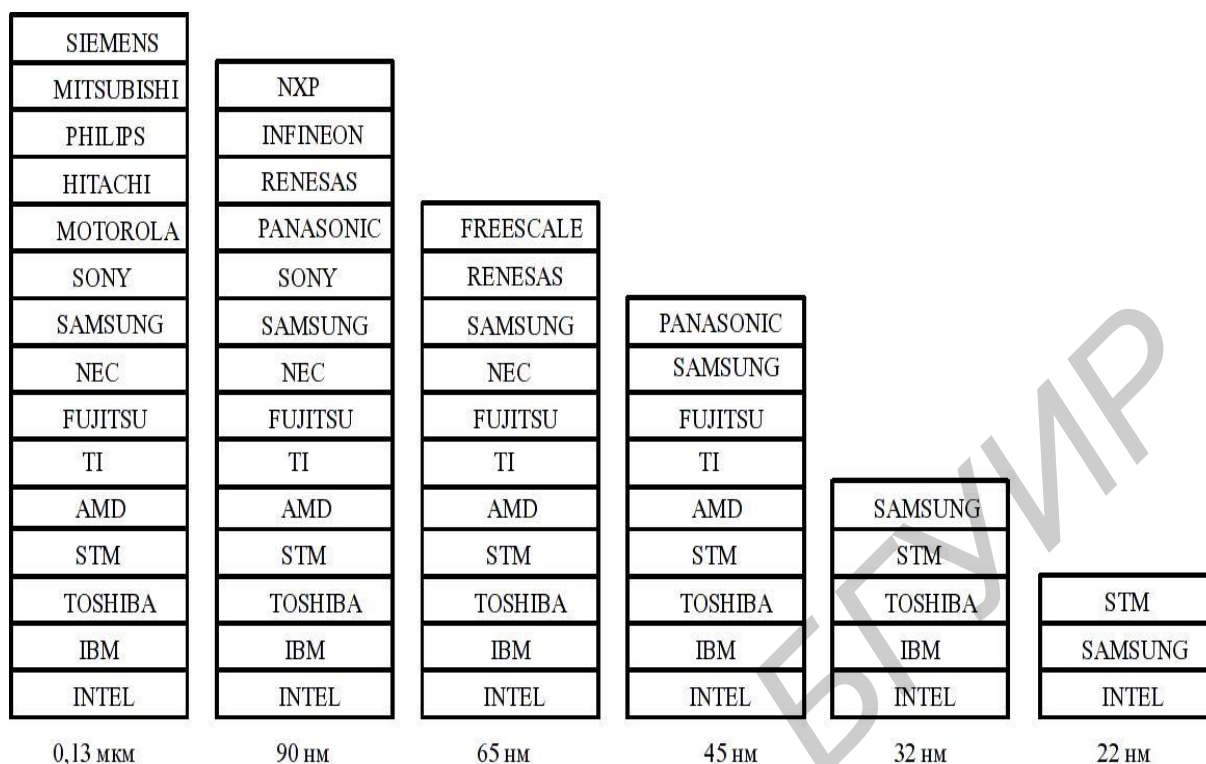 SIEMENS
MITSUBISHI
PHILIPS
HITACHI
MOTOROLA
SONY
SAMSUNG
NEC
FUJITSU
TI
AMD
STM
TOSHIBA
IBM
INTEL
0,13 мкм
NXP
INFINEON
RENESAS
PANASONIC
SONY
SAMSUNG
NEC
FUJITSU
TI
AMD
STM
TOSHIBA
IBM
INTEL
90 нм
FREESCALE
RENESAS
SAMSUNG
NEC
FUJITSU
TI
AMD
STM
TOSHIBA
IBM
INTEL
65 нм
PANASONIC
SAMSUNG
FUJITSU
TI
AMD
STM
TOSHIBA
IBM
INTEL
45 нм
SAMSUNG
STM
TOSHIBA
IBM
INTEL
32 нм
STM
SAMSUNG
INTEL
22 нм
БГУИР